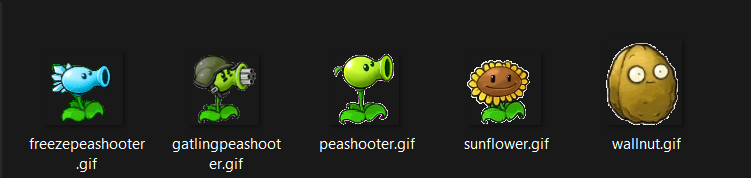 freezepeashooter
.gif
gatlingpeashoot
er.gif
peashooter.gif
sunflower.gif
wallnut.gif